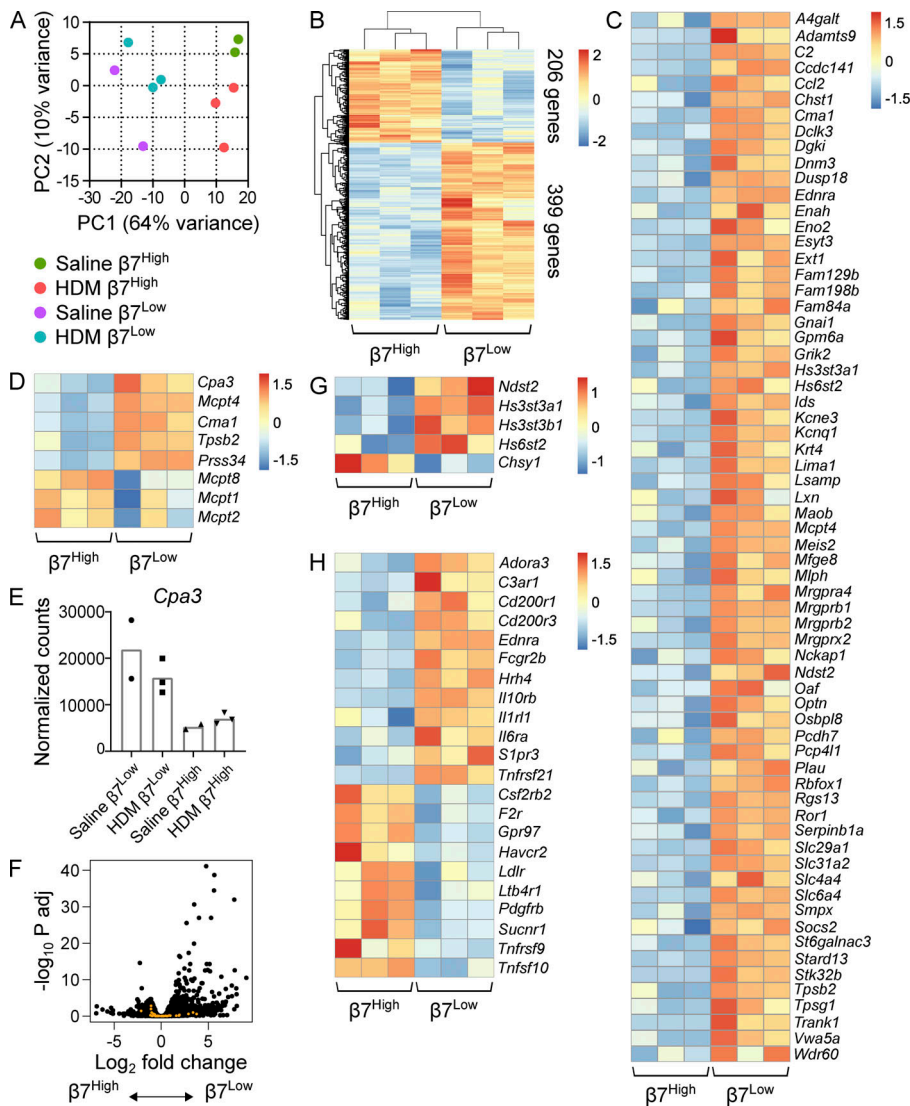 A
PC2 (10% variance)
15
10
5
0
-5
-10
-15
-30
-20
-10
0
10
20
PC1 (64% variance)
Saline β7High
HDM β7High
Saline β7Low
HDM β7Low
B
206 genes
399 genes
2
0
-2
β7High
β7Low
C
A4galt
Adamts9
C2
Ccdc141
Ccl2
Chst1
Cma1
Dclk3
Dgki
Dnm3
Dusp18
Ednra
Enah
Eno2
Esyt3
Ext1
Fam129b
Fam198b
Fam84a
Gnai1
Gpm6a
Grik2
Hs3st3a1
Hs6st2
Ids
Kcne3
Kcnq1
Krt4
Lima1
Lsamp
Lxn
Maob
Mcpt4
Meis2
Mfge8
Mlph
Mrgpra4
Mrgprb1
Mrgprb2
Mrgprx2
Nckap1
Ndst2
Oaf
Optn
Osbpl8
Pcdh7
Pcp4l1
Plau
Rbfox1
Rgs13
Ror1
Serpinb1a
Slc29a1
Slc31a2
Slc4a4
Slc6a4
Smpx
Socs2
St6galnac3
Stard13
Stk32b
Tpsb2
Tpsg1
Trank1
Vwa5a
Wdr60
1.5
0
-1.5
β7High
β7Low
D
Cpa3
Mcpt4
Cma1
Tpsb2
Prss34
Mcpt8
Mcpt1
Mcpt2
1.5
0
-1.5
β7High
β7Low
E
Cpa3
Normalized counts
30000
20000
10000
0
Saline β7Low
HDM β7Low
Saline β7High
HDM β7High
F
-log10 P adj
40
30
20
10
0
-5
0
5
Log2 fold change
β7High
β7Low
G
Ndst2
Hs3st3a1
Hs3st3b1
Hs6st2
Chsy1
1
0
-1
β7High
β7Low
H
Adora3
C3ar1
Cd200r1
Cd200r3
Ednra
Fcgr2b
Hrh4
Il10rb
Il1rl1
Il6ra
S1pr3
Tnfrsf21
Csf2rb2
F2r
Gpr97
Havcr2
Ldlr
Ltb4r1
Pdgfrb
Sucnr1
Tnfrsf9
Tnfsf10
1.5
0
-1.5
β7High
β7Low